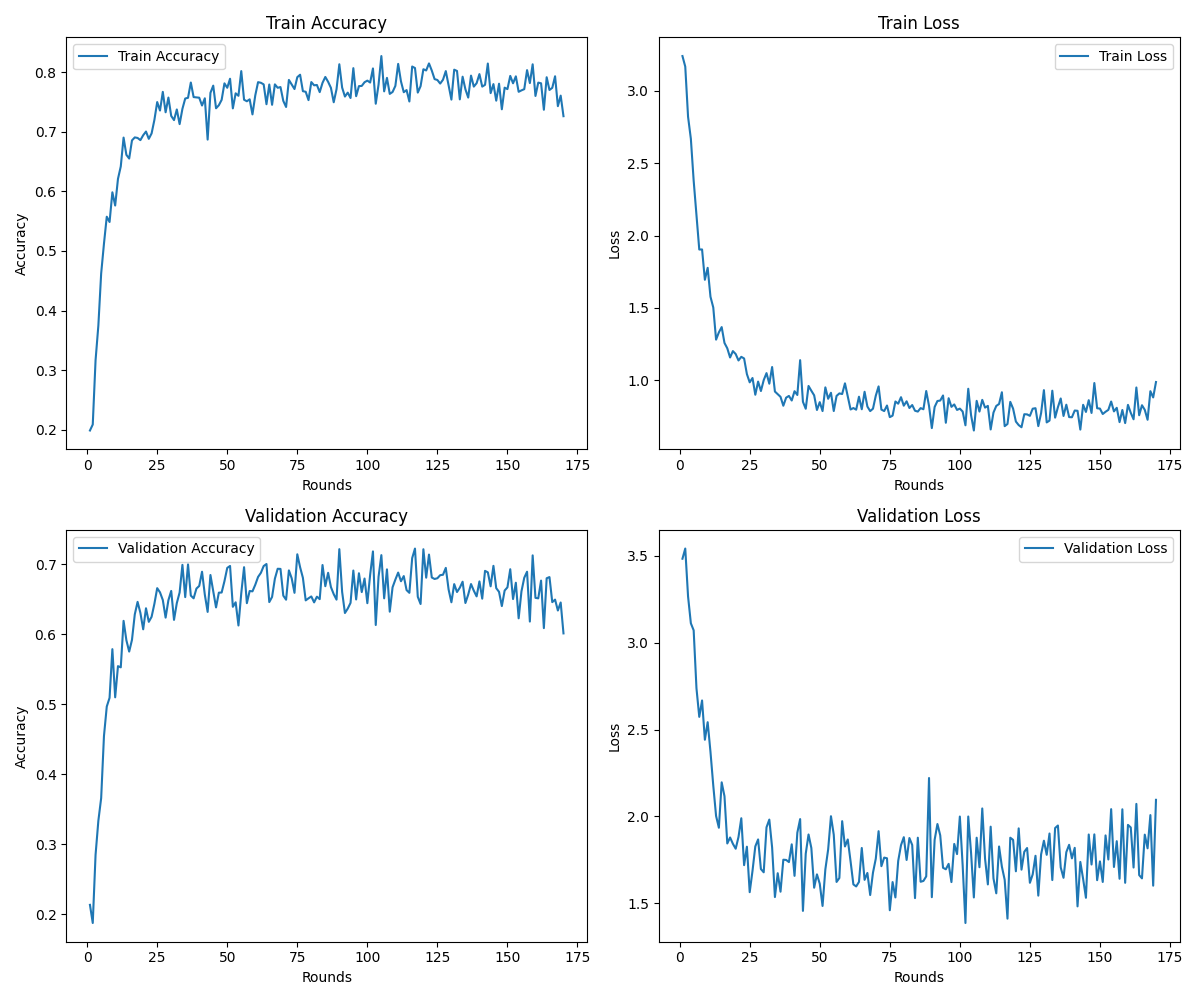 Train Accuracy
Train Accuracy
0.8
0.7
0.6
0.5
0.4
0.3
0.2
Accuracy
0 25 50 75 100 125 150 175
Rounds
Train Loss
Train Loss
3.0
2.5
2.0
1.5
1.0
Loss
0 25 50 75 100 125 150 175
Rounds
Validation Accuracy
Validation Accuracy
0.7
0.6
0.5
0.4
0.3
0.2
Accuracy
0 25 50 75 100 125 150 175
Rounds
Validation Loss
Validation Loss
3.5
3.0
2.5
2.0
1.5
Loss
0 25 50 75 100 125 150 175
Rounds